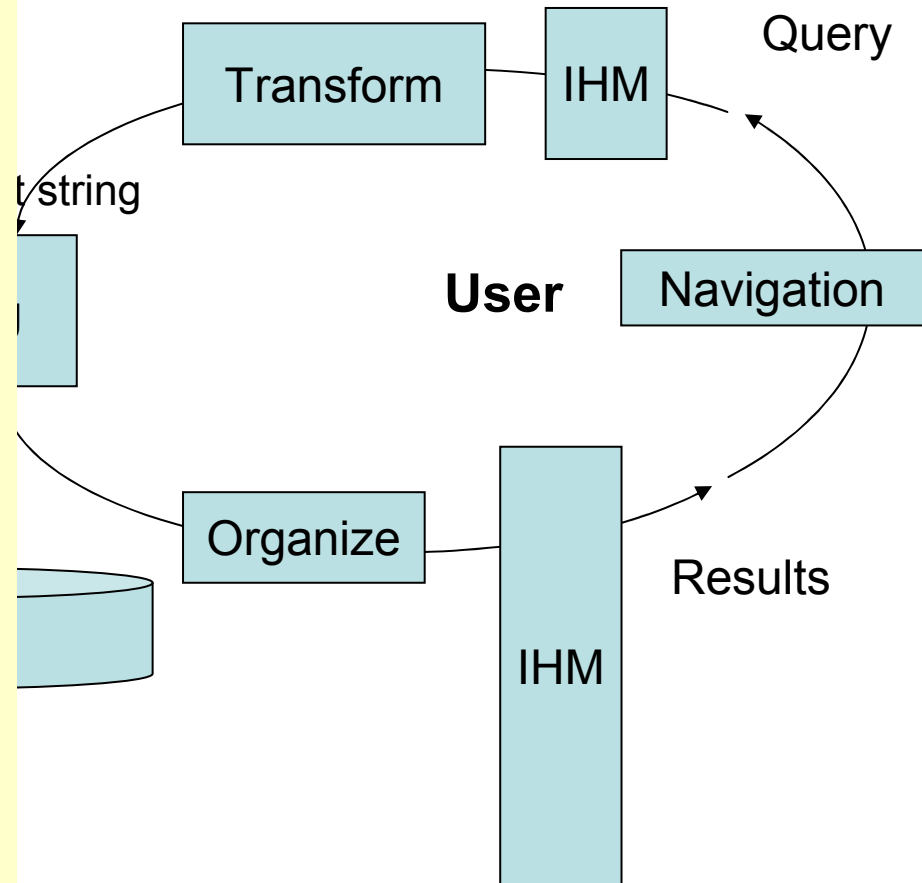 Query
Transform
IHM
t string
User
Navigation
Organize
Results
IHM